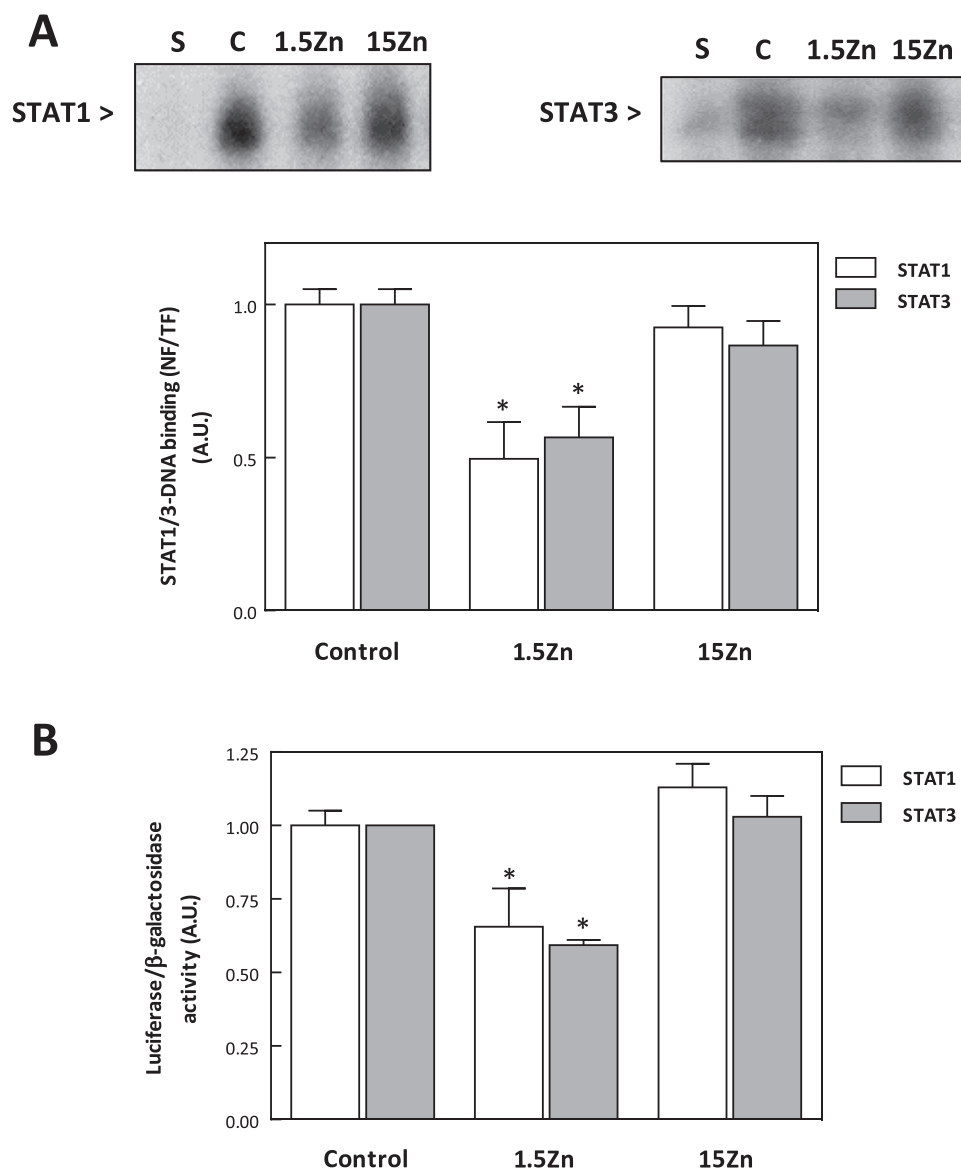 A
S C 1.5Zn 15Zn
STAT1 >
S C 1.5Zn 15Zn
STAT3 >
STAT1/3-DNA binding (NF/TF)
(A.U.)
1.0
0.5
0.0
STAT1
STAT3
*
*
Control 1.5Zn 15Zn
B
Luciferase/β-galactosidase
activity (A.U.)
1.25
1.00
0.75
0.50
0.25
0.00
STAT1
STAT3
*
*
Control 1.5Zn 15Zn